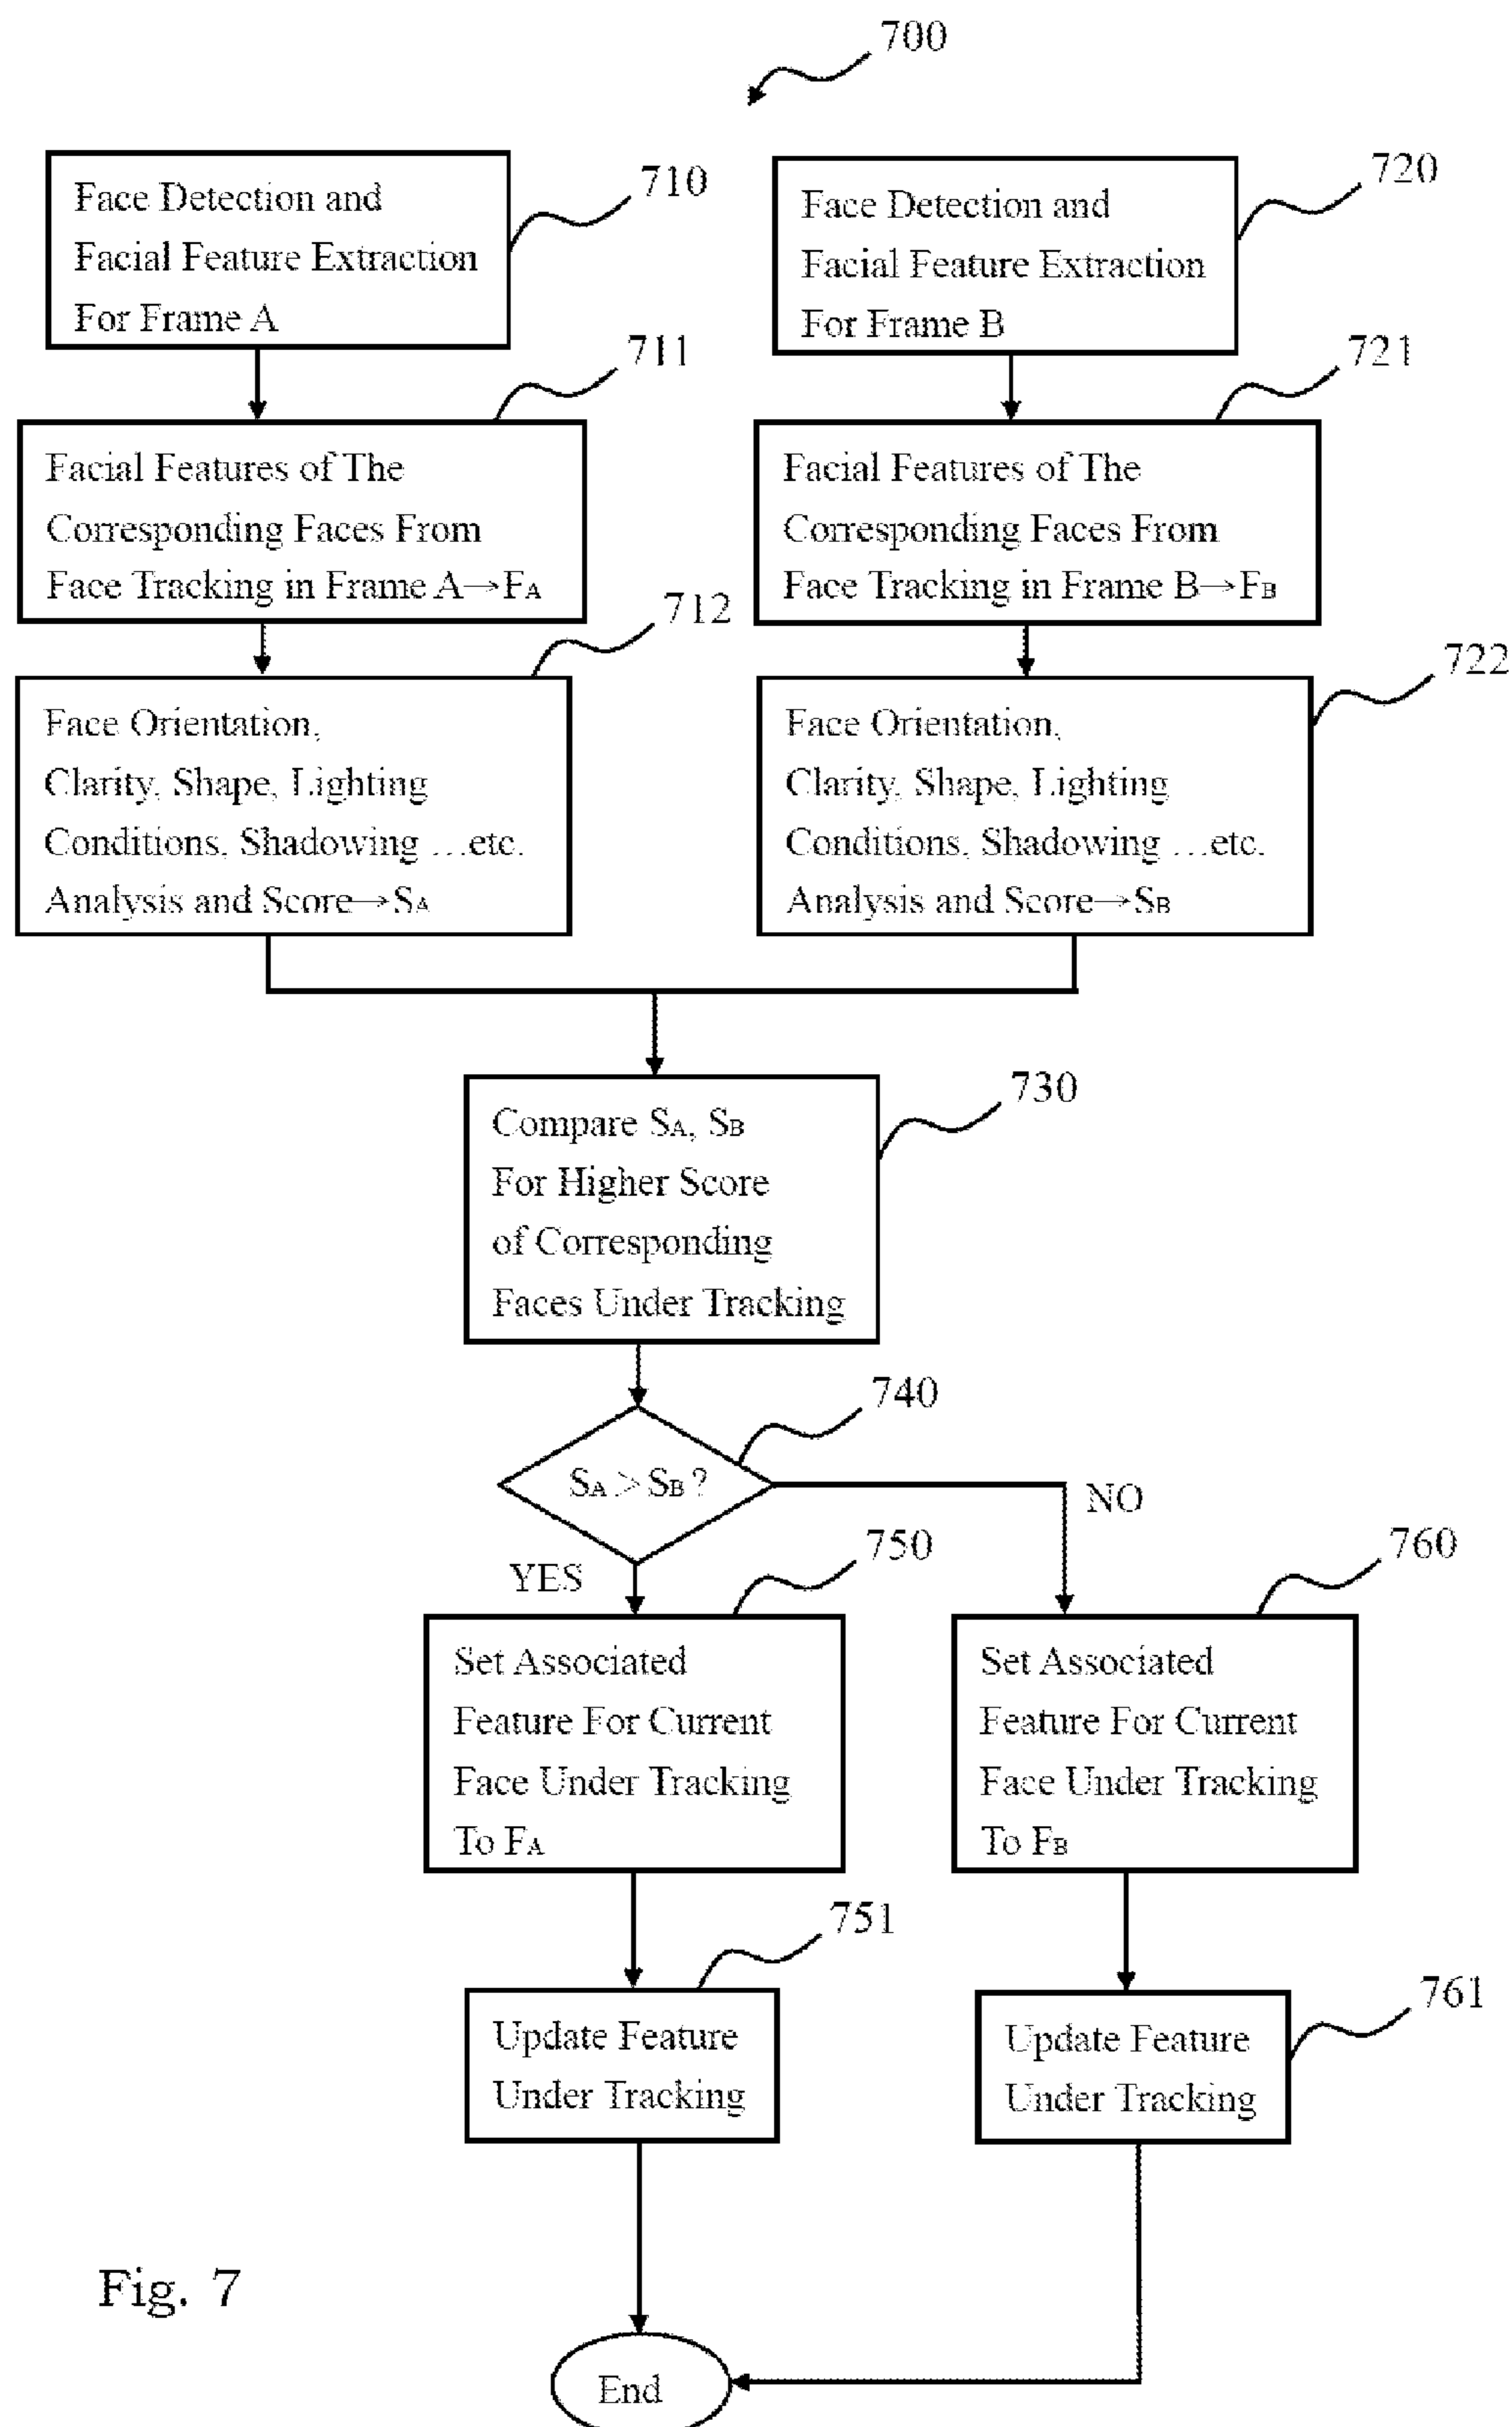 700
710
Face Detection and
Facial Feature Extraction
For Frame A
720
Face Detection and
Facial Feature Extraction
For Frame B
711
Facial Features of The
Corresponding Faces From
Face Tracking in Frame A→FA
721
Facial Features of The
Corresponding Faces From
Face Tracking in Frame B→FB
712
Face Orientation,
Clarity, Shape, Lighting
Conditions, Shadowing ...etc.
Analysis and Score→SA
722
Face Orientation,
Clarity, Shape, Lighting
Conditions, Shadowing ...etc.
Analysis and Score→SB
730
Compare SA, SB
For Higher Score
of Corresponding
Faces Under Tracking
740
SA > SB ?
NO
YES
750
Set Associated
Feature For Current
Face Under Tracking
To FA
760
Set Associated
Feature For Current
Face Under Tracking
To FB
751
Update Feature
Under Tracking
761
Update Feature
Under Tracking
Fig. 7
End